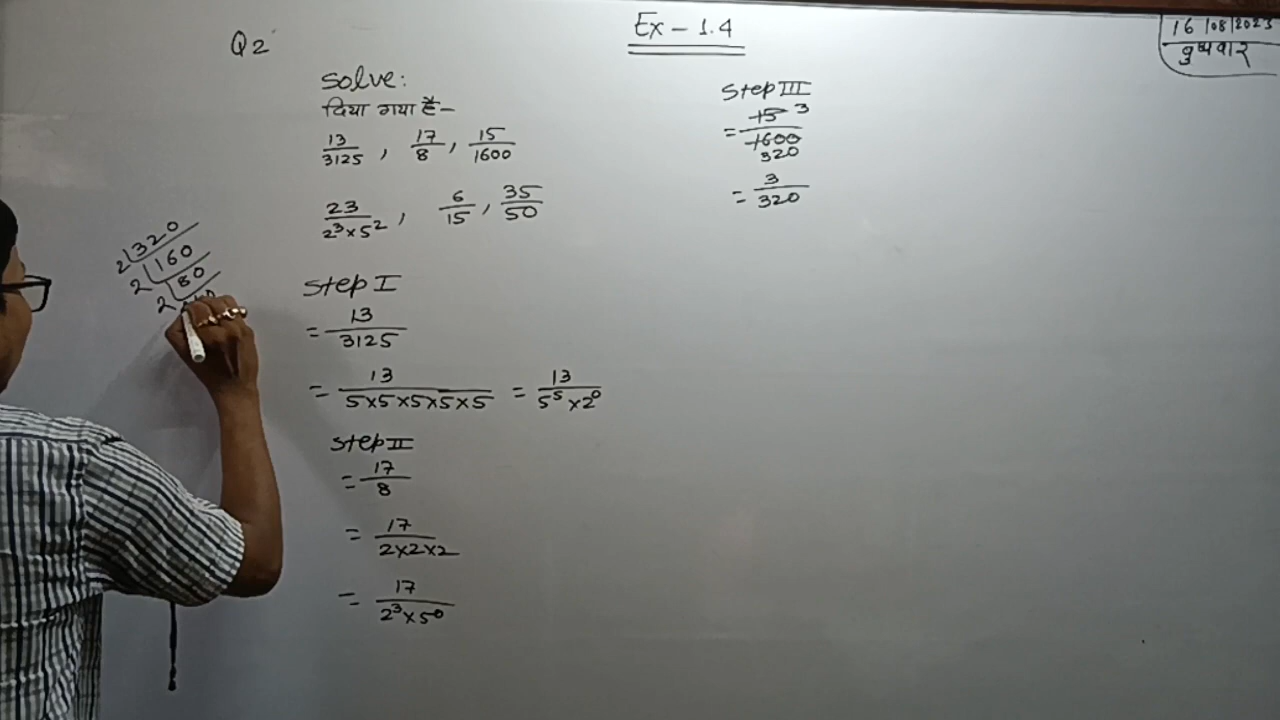 Ex - 1.4
16/08/2023
बुधवार
Q2
Solve:
दिया गया है-
13/3125 , 17/8 , 15/1600
23/2³×5² , 6/15 , 35/50
Step I
= 13/3125
= 13/5×5×5×5×5 = 13/5⁵×2⁰
Step II
= 17/8
= 17/2×2×2
= 17/2³×5⁰
Step III
= 15 3/1600 320
= 3/320
2 320
2 160
2 80